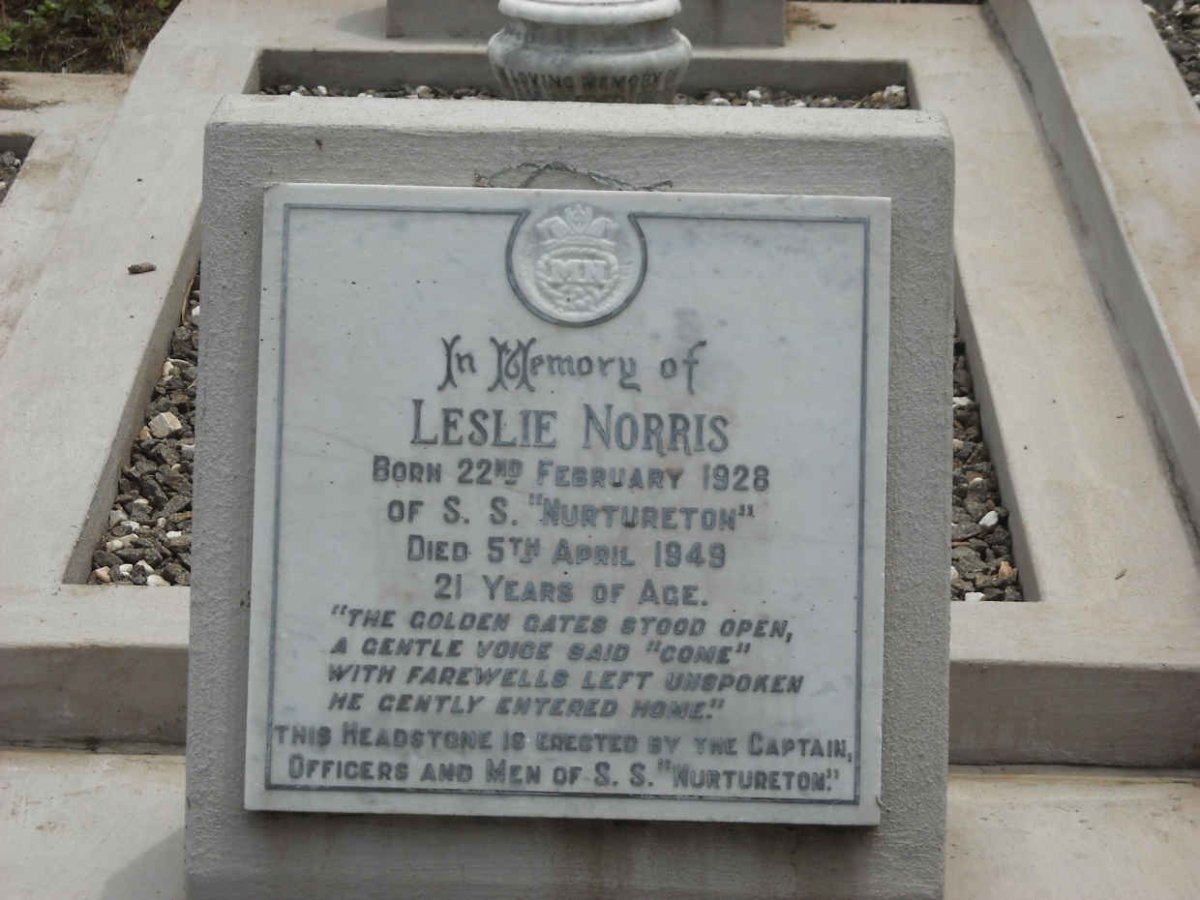 LOVING MEMORY
MN
In Memory of
LESLIE NORRIS
BORN 22ND FEBRUARY 1928
OF S. S. "NURTURETON"
DIED 5TH APRIL 1949
21 YEARS OF AGE.
"THE GOLDEN GATES STOOD OPEN,
A GENTLE VOICE SAID "COME"
WITH FAREWELLS LEFT UNSPOKEN
HE GENTLY ENTERED HOME."
THIS HEADSTONE IS ERECTED BY THE CAPTAIN,
OFFICERS AND MEN OF S. S. "NURTURETON."